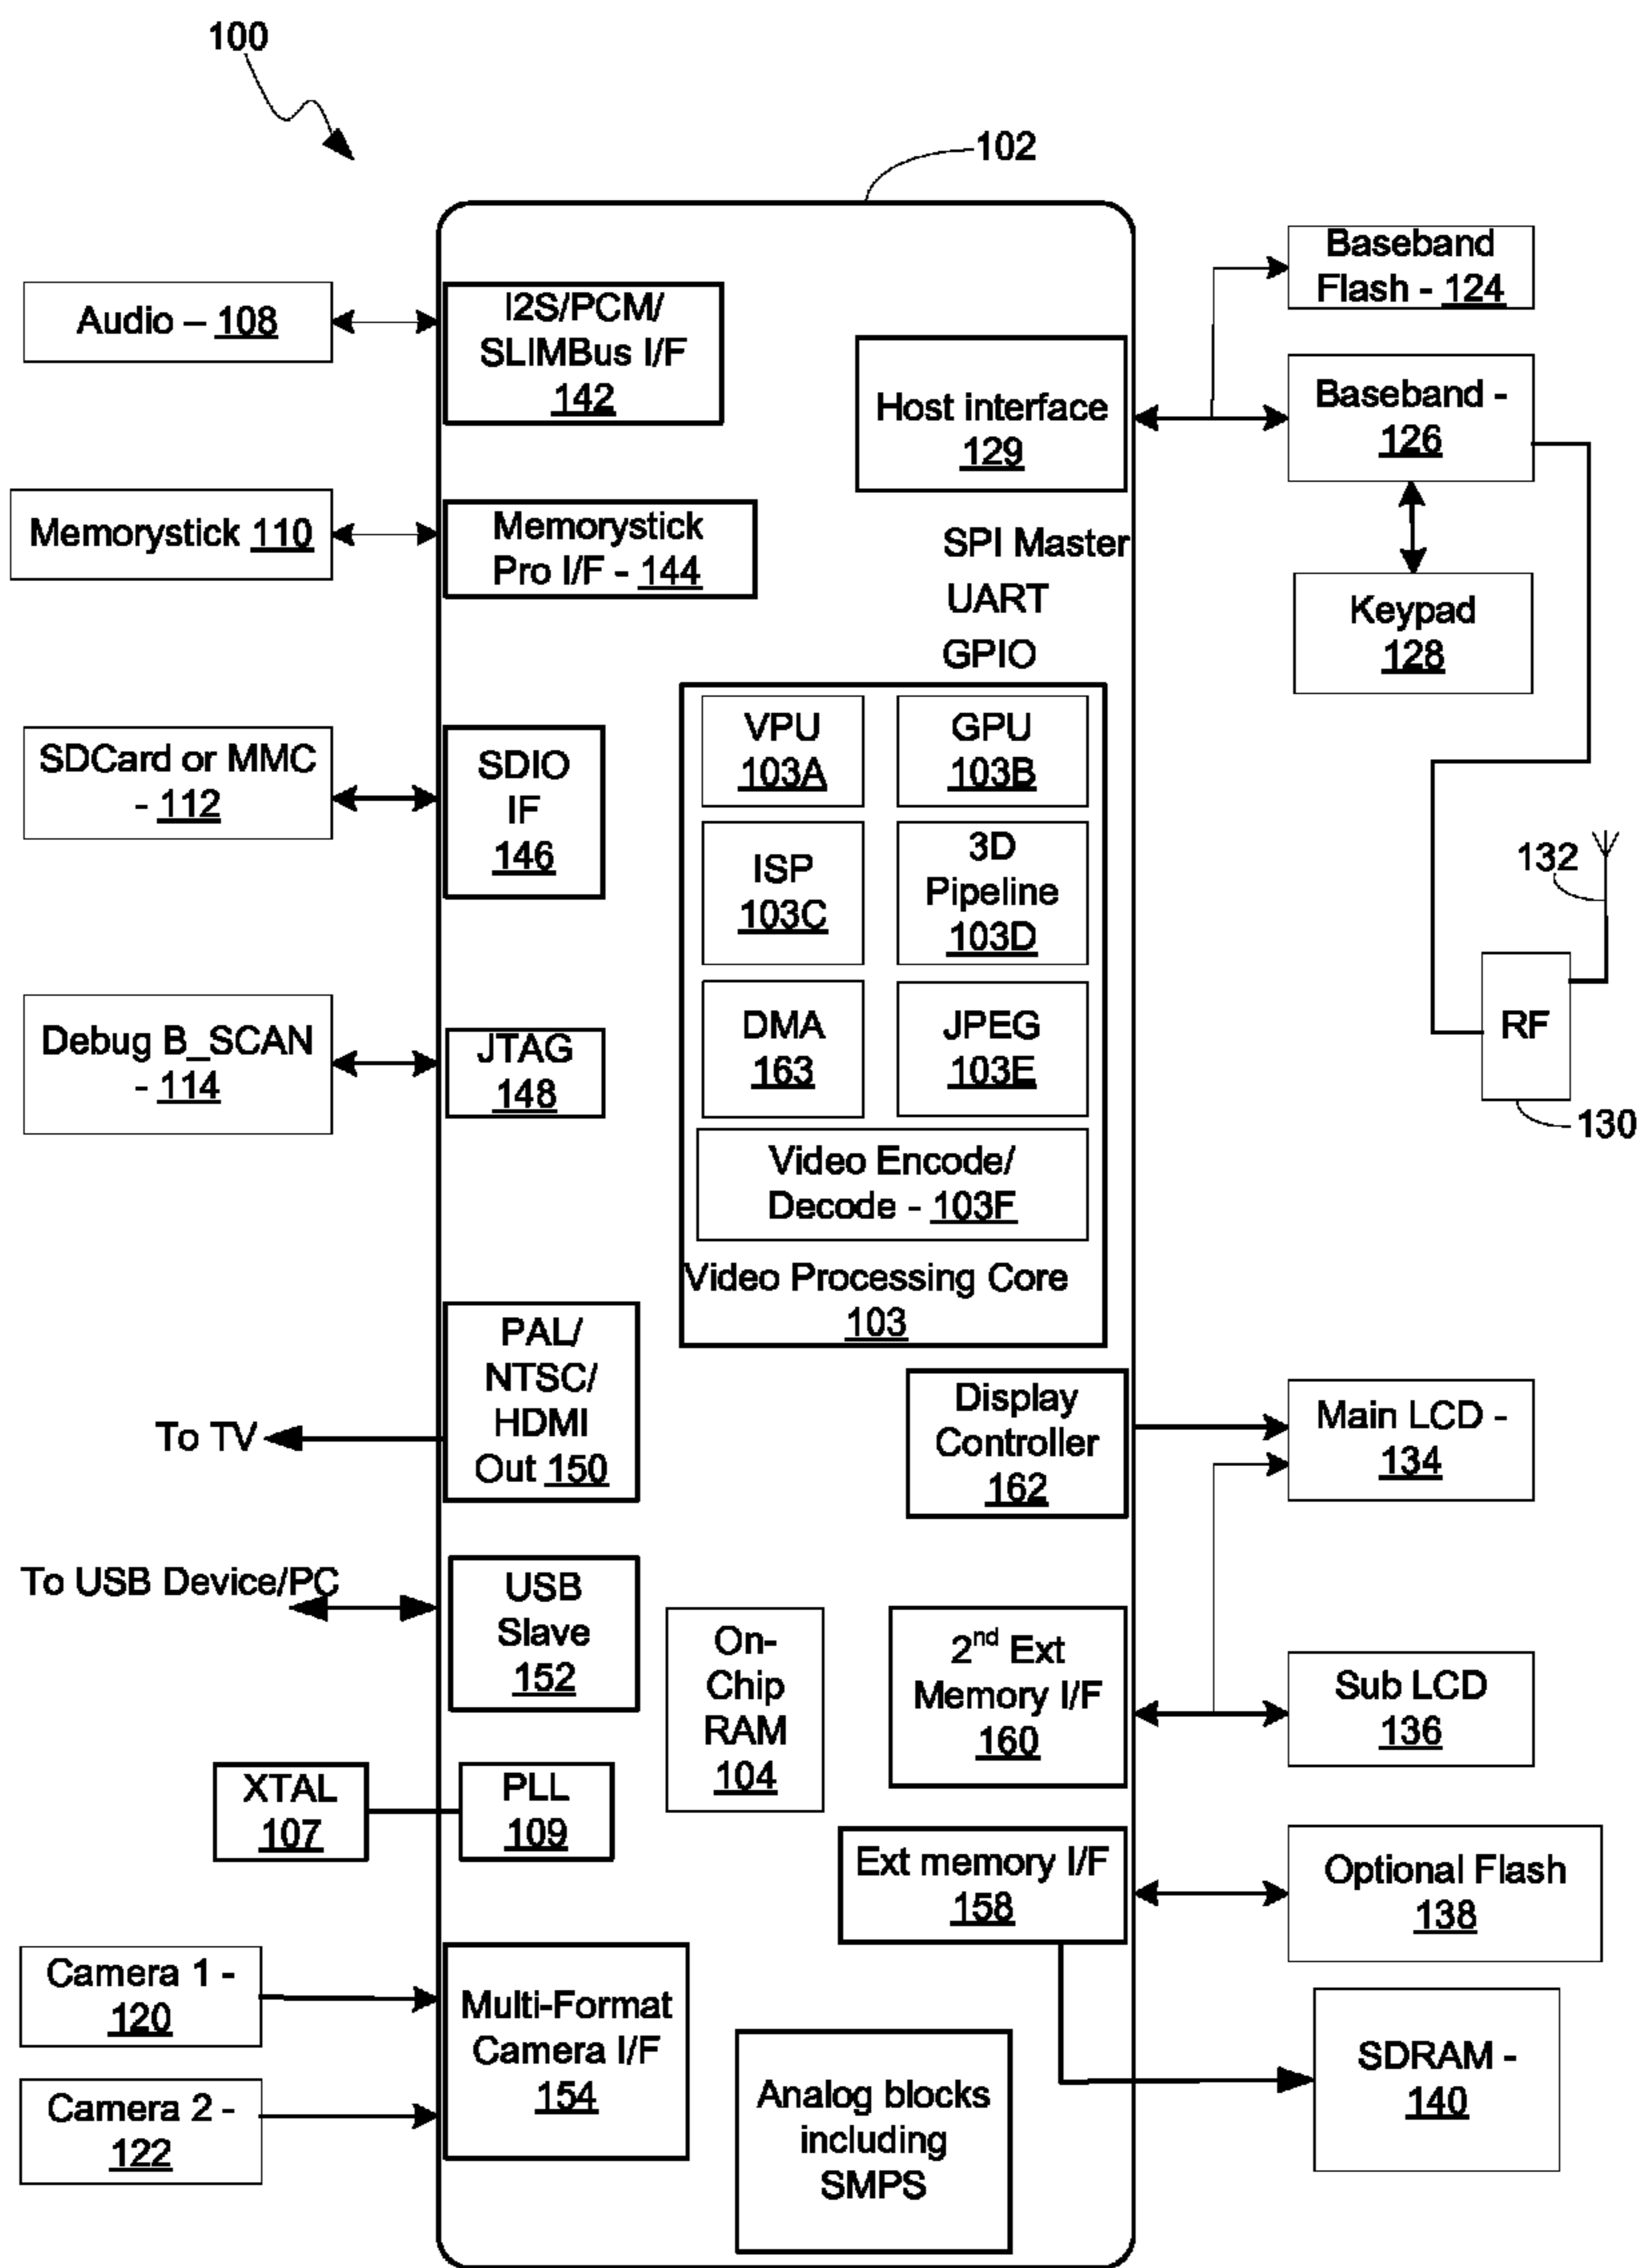 100
102
Audio – 108
I2S/PCM/
SLIMBus I/F
142
Baseband
Flash - 124
Host interface
129
Baseband -
126
Memorystick 110
Memorystick
Pro I/F - 144
SPI Master
UART
GPIO
Keypad
128
SDCard or MMC
- 112
SDIO
IF
146
VPU
103A
GPU
103B
ISP
103C
3D
Pipeline
103D
132
Debug B_SCAN
- 114
JTAG
148
DMA
163
JPEG
103E
RF
130
Video Encode/
Decode - 103F
Video Processing Core
103
To TV
PAL/
NTSC/
HDMI
Out 150
Display
Controller
162
Main LCD -
134
To USB Device/PC
USB
Slave
152
On-
Chip
RAM
104
2nd Ext
Memory I/F
160
Sub LCD
136
XTAL
107
PLL
109
Ext memory I/F
158
Optional Flash
138
Camera 1 -
120
Multi-Format
Camera I/F
154
Camera 2 -
122
Analog blocks
including
SMPS
SDRAM -
140